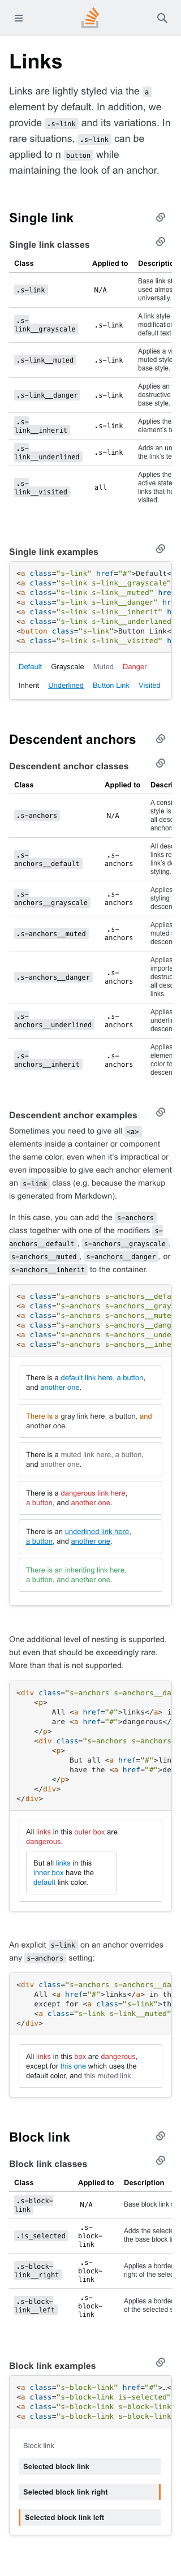 Links
Links are lightly styled via the a
element by default. In addition, we
provide .s-link and its variations. In
rare situations, .s-link can be
applied to n button while
maintaining the look of an anchor.
Single link
Single link classes
Class Applied to Descriptio
.s-link N/A Base link st
used almos
universally.
.s-
link__grayscale .s-link A link style
modification
default text
.s-link__muted .s-link Applies a vi
muted style
base style.
.s-link__danger .s-link Applies an
destructive
base style.
.s-
link__inherit .s-link Applies the
element's te
.s-
link__underlined .s-link Adds an un
the link's te
.s-
link__visited all Applies the
active state
links that ha
visited.
Single link examples
<a class="s-link" href="#">Default<
<a class="s-link s-link__grayscale"
<a class="s-link s-link__muted" hre
<a class="s-link s-link__danger" hr
<a class="s-link s-link__inherit" h
<a class="s-link s-link__underlined
<button class="s-link">Button Link<
<a class="s-link s-link__visited" h
Default Grayscale Muted Danger
Inherit Underlined Button Link Visited
Descendent anchors
Descendent anchor classes
Class Applied to Descri
.s-anchors N/A A consi
style is
all desc
anchors
.s-
anchors__default .s-
anchors All desc
links re
link's de
styling.
.s-
anchors__grayscale .s-
anchors Applies
styling
descen
.s-anchors__muted .s-
anchors Applies
muted
descen
.s-anchors__danger .s-
anchors Applies
importa
destruc
all desc
links.
.s-
anchors__underlined .s-
anchors Applies
underli
descen
.s-
anchors__inherit .s-
anchors Applies
elemen
color to
descen
Descendent anchor examples
Sometimes you need to give all <a>
elements inside a container or component
the same color, even when it's impractical or
even impossible to give each anchor element
an s-link class (e.g. because the markup
is generated from Markdown).
In this case, you can add the s-anchors
class together with one of the modifiers s-
anchors__default, s-anchors__grayscale,
s-anchors__muted, s-anchors__danger, or
s-anchors__inherit to the container.
<a class="s-anchors s-anchors__defa
<a class="s-anchors s-anchors__gray
<a class="s-anchors s-anchors__mute
<a class="s-anchors s-anchors__dang
<a class="s-anchors s-anchors__unde
<a class="s-anchors s-anchors__inhe
There is a default link here, a button,
and another one.
There is a gray link here, a button, and
another one.
There is a muted link here, a button,
and another one.
There is a dangerous link here,
a button, and another one.
There is an underlined link here,
a button, and another one.
There is an inheriting link here,
a button, and another one.
One additional level of nesting is supported,
but even that should be exceedingly rare.
More than that is not supported.
<div class="s-anchors s-anchors__da
<p>
All <a href="#">links</a> i
are <a href="#">dangerous</
</p>
<div class="s-anchors s-anchors
<p>
But all <a href="#">lin
have the <a href="#">de
</p>
</div>
</div>
All links in this outer box are
dangerous.
But all links in this
inner box have the
default link color.
An explicit s-link on an anchor overrides
any s-anchors setting:
<div class="s-anchors s-anchors__da
All <a href="#">links</a> in th
except for <a class="s-link">th
<a class="s-link s-link__muted"
</div>
All links in this box are dangerous,
except for this one which uses the
default color, and this muted link.
Block link
Block link classes
Class Applied to Description
.s-block-
link N/A Base block link s
.is_selected .s-
block-
link Adds the selecte
the base block li
.s-block-
link__right .s-
block-
link Applies a borde
right of the selec
.s-block-
link__left .s-
block-
link Applies a borde
of the selected
Block link examples
<a class="s-block-link" href="#">…<
<a class="s-block-link is-selected"
<a class="s-block-link s-block-link
<a class="s-block-link s-block-link
Block link
Selected block link
Selected block link right
Selected block link left